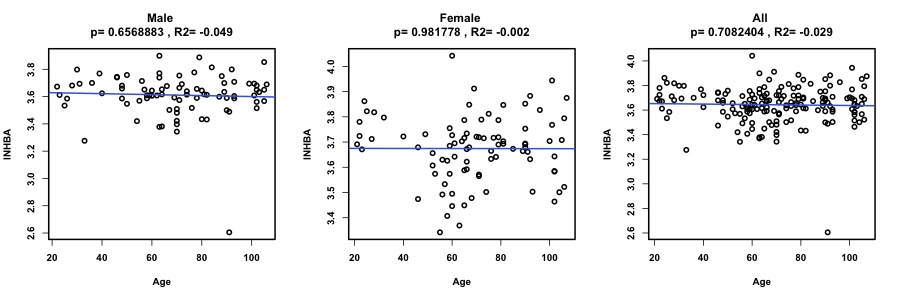 Male
p= 0.6568883 , R2= -0.049
INHBA
3.8
3.6
3.4
3.2
3.0
2.8
2.6
20 40 60 80 100
Age
Female
p= 0.981778 , R2= -0.002
INHBA
4.0
3.9
3.8
3.7
3.6
3.5
3.4
20 40 60 80 100
Age
All
p= 0.7082404 , R2= -0.029
INHBA
4.0
3.8
3.6
3.4
3.2
3.0
2.8
2.6
20 40 60 80 100
Age